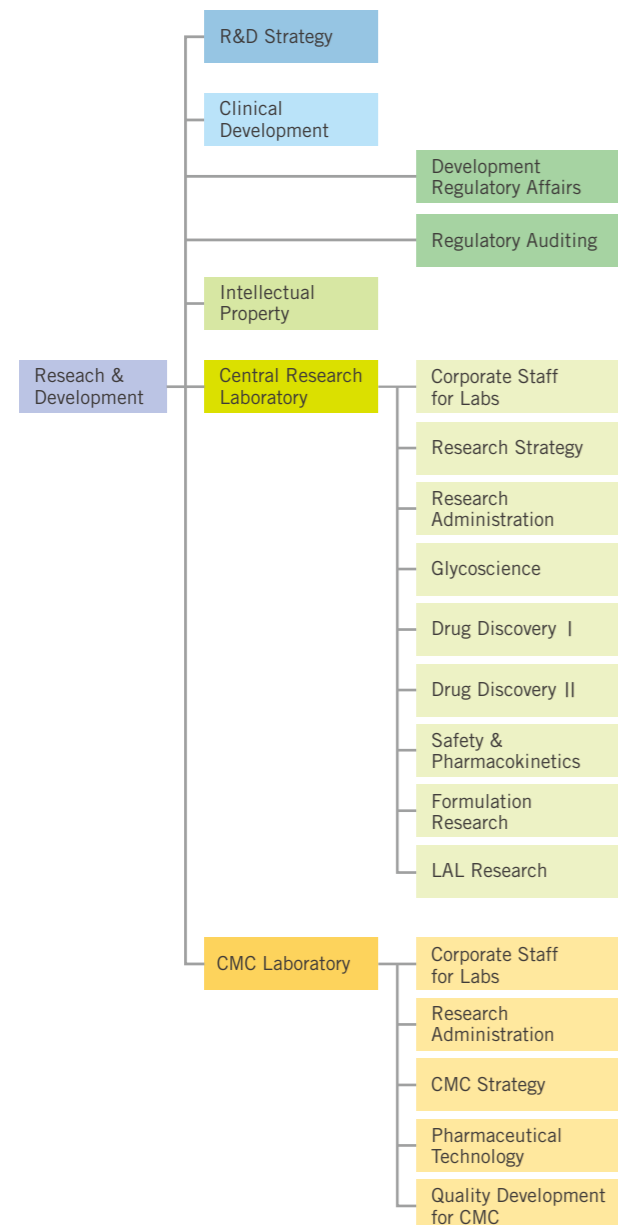 R&D Strategy
Clinical
Development
Development
Regulatory Affairs
Regulatory Auditing
Intellectual
Property
Reseach &
Development
Central Research
Laboratory
Corporate Staff
for Labs
Research Strategy
Research
Administration
Glycoscience
Drug Discovery Ⅰ
Drug Discovery Ⅱ
Safety &
Pharmacokinetics
Formulation
Research
LAL Research
CMC Laboratory
Corporate Staff
for Labs
Research
Administration
CMC Strategy
Pharmaceutical
Technology
Quality Development
for CMC